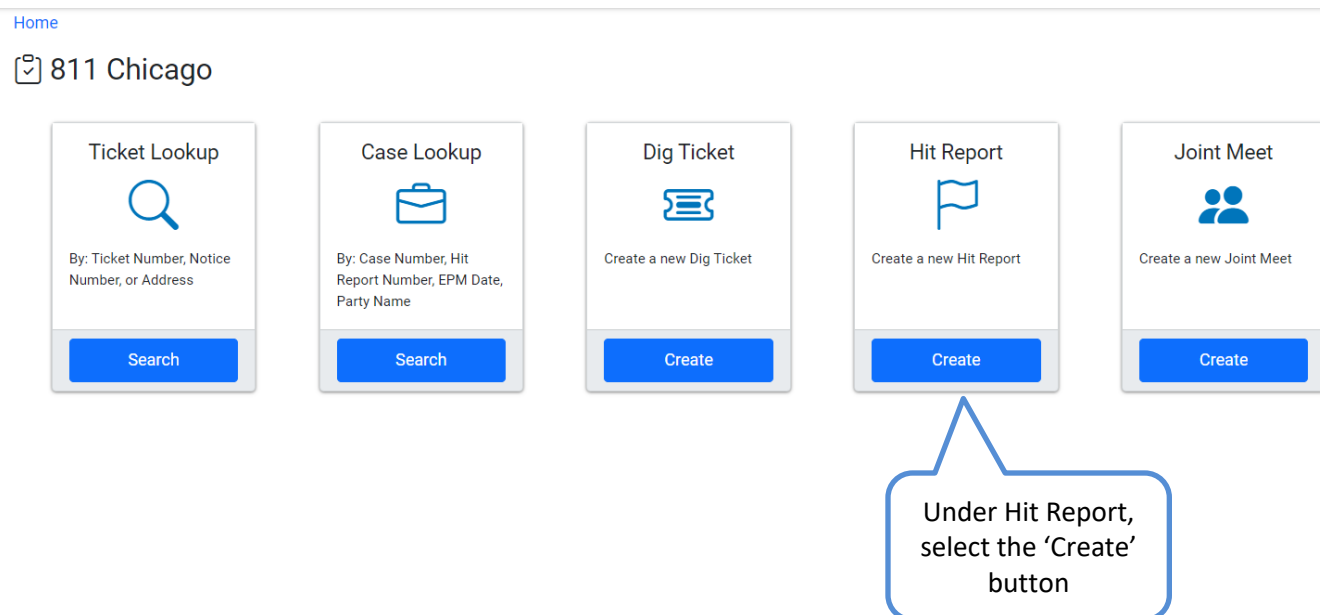 Home
811 Chicago
Ticket Lookup
By: Ticket Number, Notice
Number, or Address
Search
Case Lookup
By: Case Number, Hit
Report Number, EPM Date,
Party Name
Search
Dig Ticket
Create a new Dig Ticket
Create
Hit Report
Create a new Hit Report
Create
Joint Meet
Create a new Joint Meet
Create
Under Hit Report,
select the ‘Create’
button